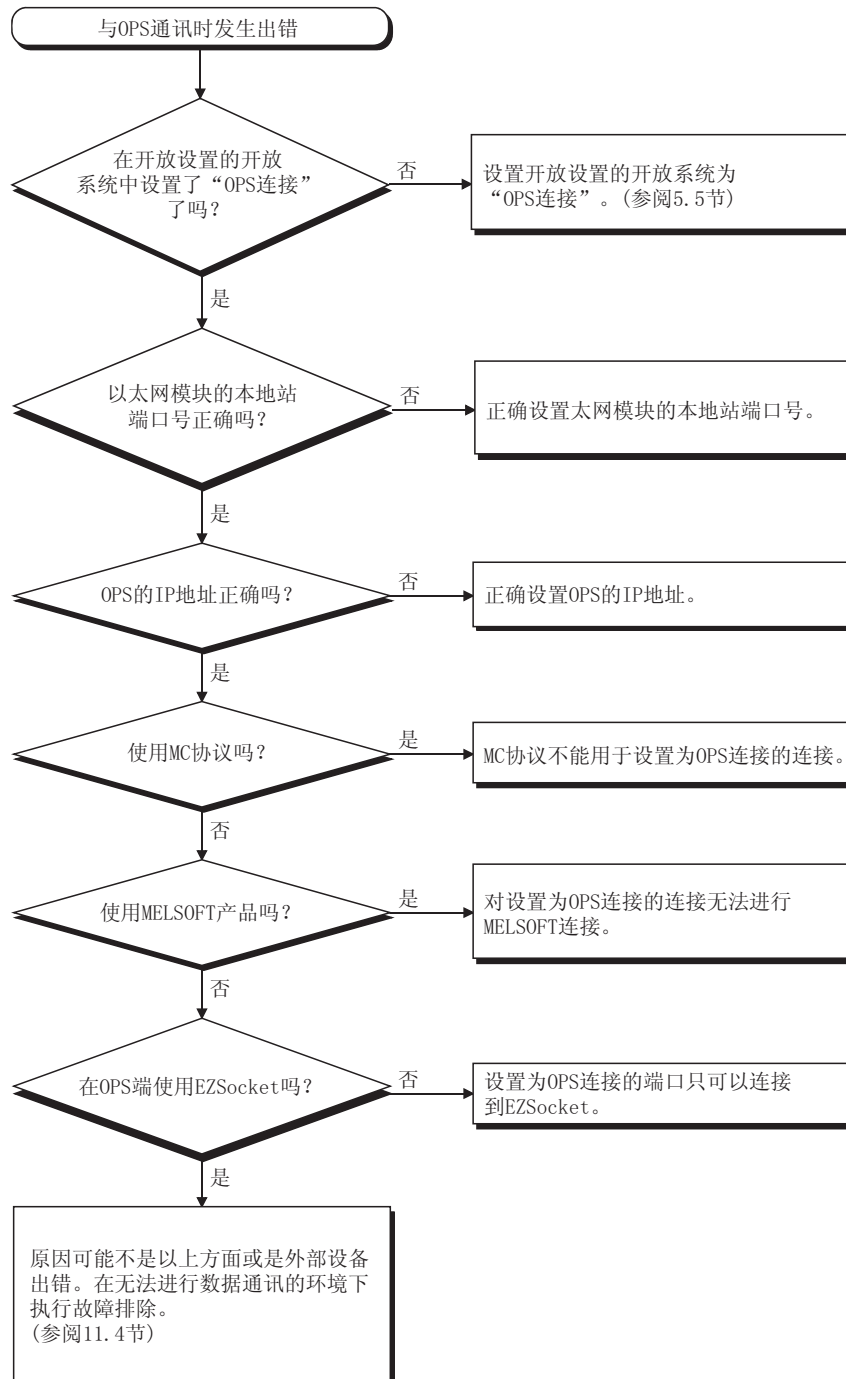 与OPS通讯时发生出错
在开放设置的开放
系统中设置了“OPS连接”
了吗？
否
设置开放设置的开放系统为
“OPS连接”。(参阅5.5节)
是
以太网模块的本地站
端口号正确吗？
否
正确设置太网模块的本地站端口号。
是
OPS的IP地址正确吗？
否
正确设置OPS的IP地址。
是
使用MC协议吗？
是
MC协议不能用于设置为OPS连接的连接。
否
使用MELSOFT产品吗？
是
对设置为OPS连接的连接无法进行
MELSOFT连接。
否
在OPS端使用EZSocket吗？
否
设置为OPS连接的端口只可以连接
到EZSocket。
是
原因可能不是以上方面或是外部设备
出错。在无法进行数据通讯的环境下
执行故障排除。
(参阅11.4节)